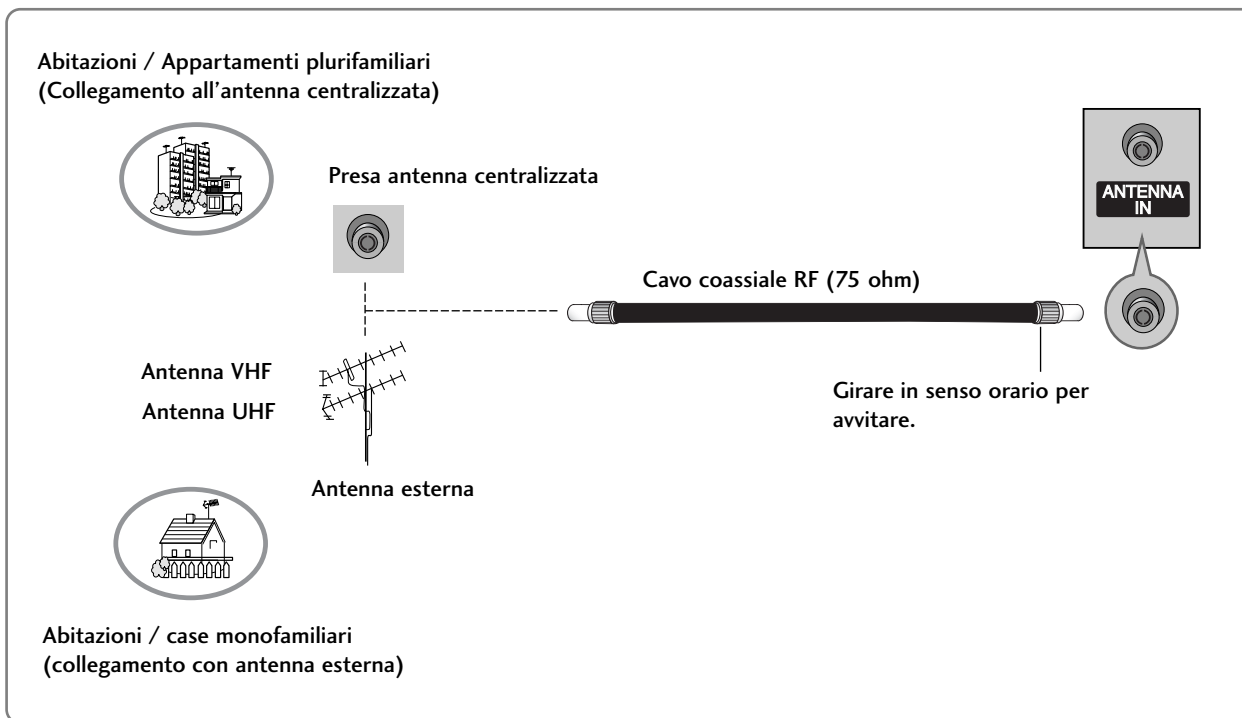 Abitazioni / Appartamenti plurifamiliari
(Collegamento all'antenna centralizzata)
Presa antenna centralizzata
ANTENNA
IN
Cavo coassiale RF (75 ohm)
Antenna VHF
Antenna UHF
Girare in senso orario per
avvitare.
Antenna esterna
Abitazioni / case monofamiliari
(collegamento con antenna esterna)